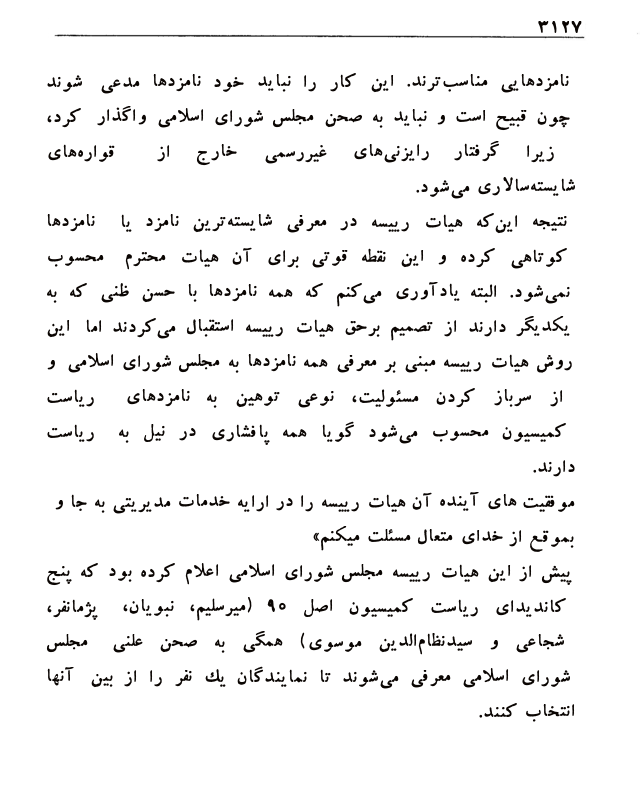 ۳۱۲۷
نامزدهایی مناسب‌ترند. این کار را نباید خود نامزدها مدعی شوند
چون قبیح است و نباید به صحن مجلس شورای اسلامی واگذار کرد،
زیرا گرفتار رایزنی‌های غیررسمی خارج از قواره‌های
شایسته‌سالاری می‌شود.
نتیجه این‌که هیات رییسه در معرفی شایسته‌ترین نامزد یا نامزدها
کوتاهی کرده و این نقطه قوتی برای آن هیات محترم محسوب
نمی‌شود. البته یادآوری می‌کنم که همه نامزدها با حسن ظنی که به
یکدیگر دارند از تصمیم برحق هیات رییسه استقبال می‌کردند اما این
روش هیات رییسه مبنی بر معرفی همه نامزدها به مجلس شورای اسلامی و
از سرباز کردن مسئولیت، نوعی توهین به نامزدهای ریاست
کمیسیون محسوب می‌شود گویا همه پافشاری در نیل به ریاست
دارند.
موفقیت های آینده آن هیات رییسه را در ارایه خدمات مدیریتی به جا و
بموقع از خدای متعال مسئلت میکنم»
پیش از این هیات رییسه مجلس شورای اسلامی اعلام کرده بود که پنج
کاندیدای ریاست کمیسیون اصل ۹۵ (میرسلیم، نبویان، پژمانفر،
شجاعی و سیدنظام‌الدین موسوی) همگی به صحن علنی مجلس
شورای اسلامی معرفی می‌شوند تا نمایندگان یك نفر را از بین آنها
انتخاب کنند.